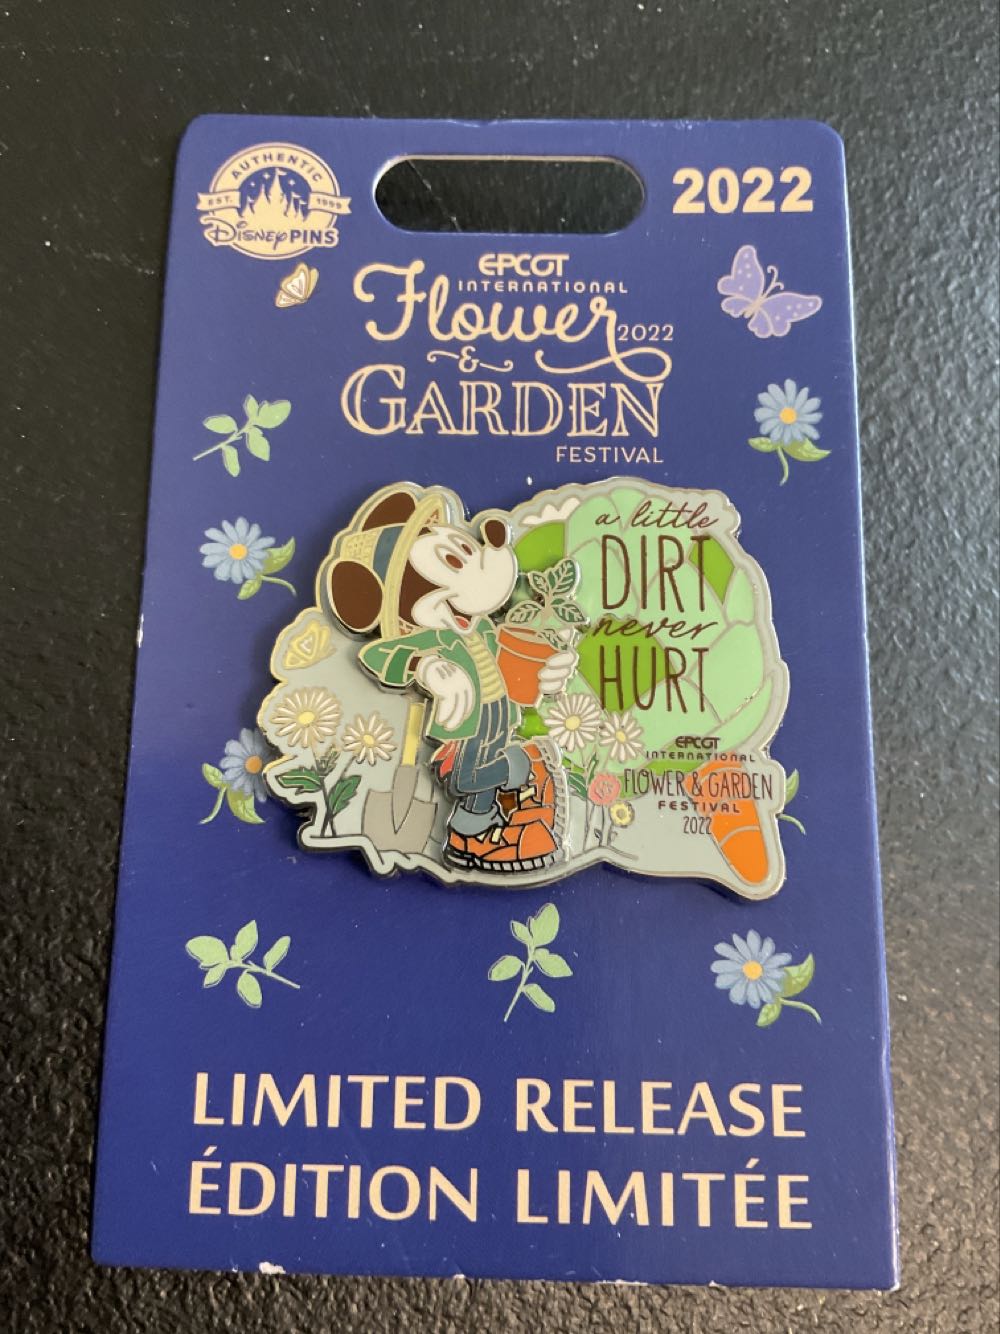 AUTHENTIC
EST. 1999
DISNEY PINS
2022
EPCOT
INTERNATIONAL
Flower 2022
&
GARDEN
FESTIVAL
a little
DIRT
never
HURT
EPCOT
INTERNATIONAL
FLOWER & GARDEN
FESTIVAL
2022
LIMITED RELEASE
ÉDITION LIMITÉE